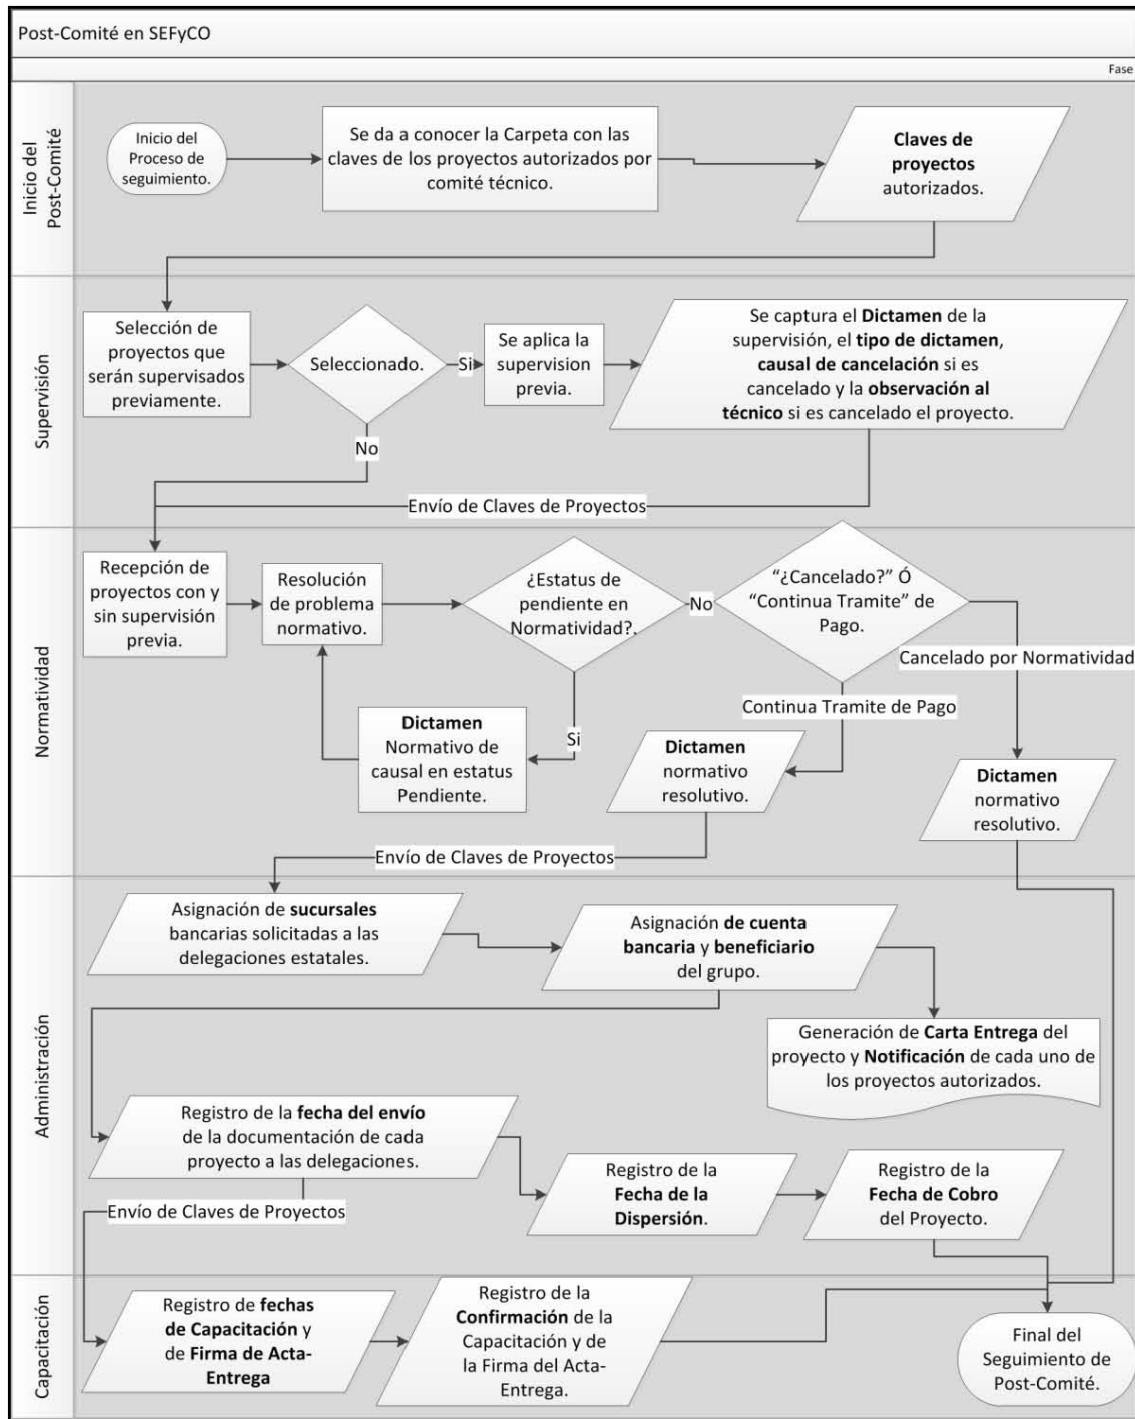 Post-Comité en SEFyCO
Fase
Inicio del
Post-Comité
Inicio del
Proceso de
seguimiento.
Se da a conocer la Carpeta con las
claves de los proyectos autorizados por
comité técnico.
Claves de
proyectos
autorizados.
Supervisión
Selección de
proyectos que
serán supervisados
previamente.
Seleccionado.
Si
No
Se aplica la
supervision
previa.
Se captura el Dictamen de la
supervisión, el tipo de dictamen,
causal de cancelación si es
cancelado y la observación al
técnico si es cancelado el proyecto.
Envío de Claves de Proyectos
Normatividad
Recepción de
proyectos con y
sin supervisión
previa.
Resolución
de problema
normativo.
¿Estatus de
pendiente en
Normatividad?.
No
Si
“¿Cancelado?” Ó
“Continua Tramite” de
Pago.
Cancelado por Normatividad
Continua Tramite de Pago
Dictamen
Normativo de
causal en estatus
Pendiente.
Dictamen
normativo
resolutivo.
Dictamen
normativo
resolutivo.
Envío de Claves de Proyectos
Administración
Asignación de sucursales
bancarias solicitadas a las
delegaciones estatales.
Asignación de cuenta
bancaria y beneficiario
del grupo.
Generación de Carta Entrega del
proyecto y Notificación de cada uno de
los proyectos autorizados.
Registro de la fecha del envío
de la documentación de cada
proyecto a las delegaciones.
Registro de la
Fecha de la
Dispersión.
Registro de la
Fecha de Cobro
del Proyecto.
Envío de Claves de Proyectos
Capacitación
Registro de fechas
de Capacitación y
de Firma de Acta-
Entrega
Registro de la
Confirmación de la
Capacitación y de
la Firma del Acta-
Entrega.
Final del
Seguimiento de
Post-Comité.